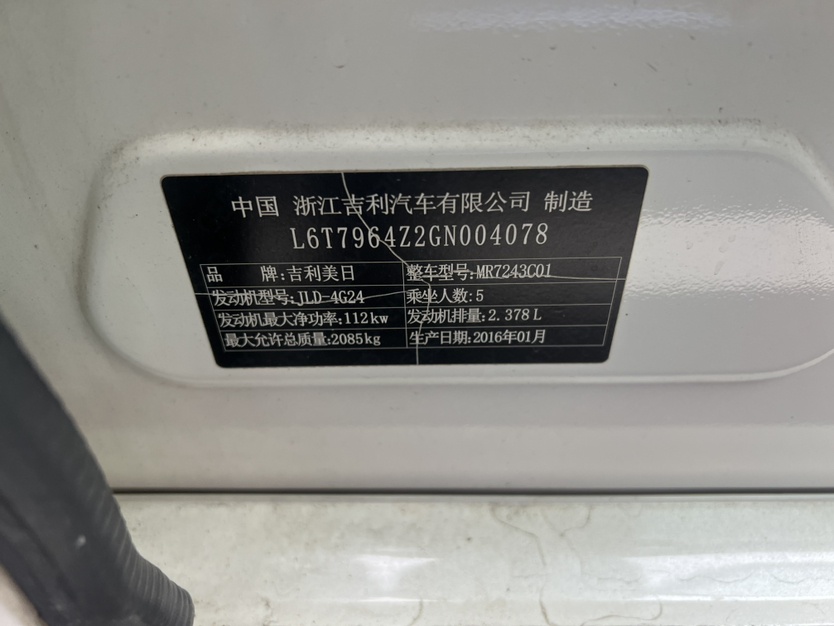 中国 浙江吉利汽车有限公司 制造
L6T7964Z2GN004078
品 牌:吉利美日 整车型号:MR7243C01
发动机型号:JLD-4G24 乘坐人数:5
发动机最大净功率:112kw 发动机排量:2.378L
最大允许总质量:2085kg 生产日期:2016年01月